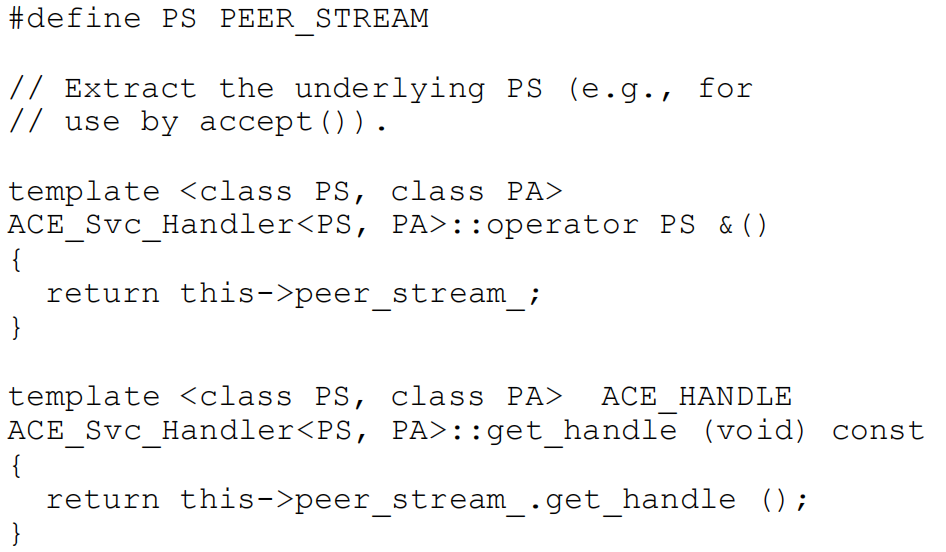 #define PS PEER_STREAM
// Extract the underlying PS (e.g., for
// use by accept()).
template <class PS, class PA>
ACE_Svc_Handler<PS, PA>::operator PS &()
{
  return this->peer_stream_;
}
template <class PS, class PA>  ACE_HANDLE
ACE_Svc_Handler<PS, PA>::get_handle (void) const
{
  return this->peer_stream_.get_handle ();
}